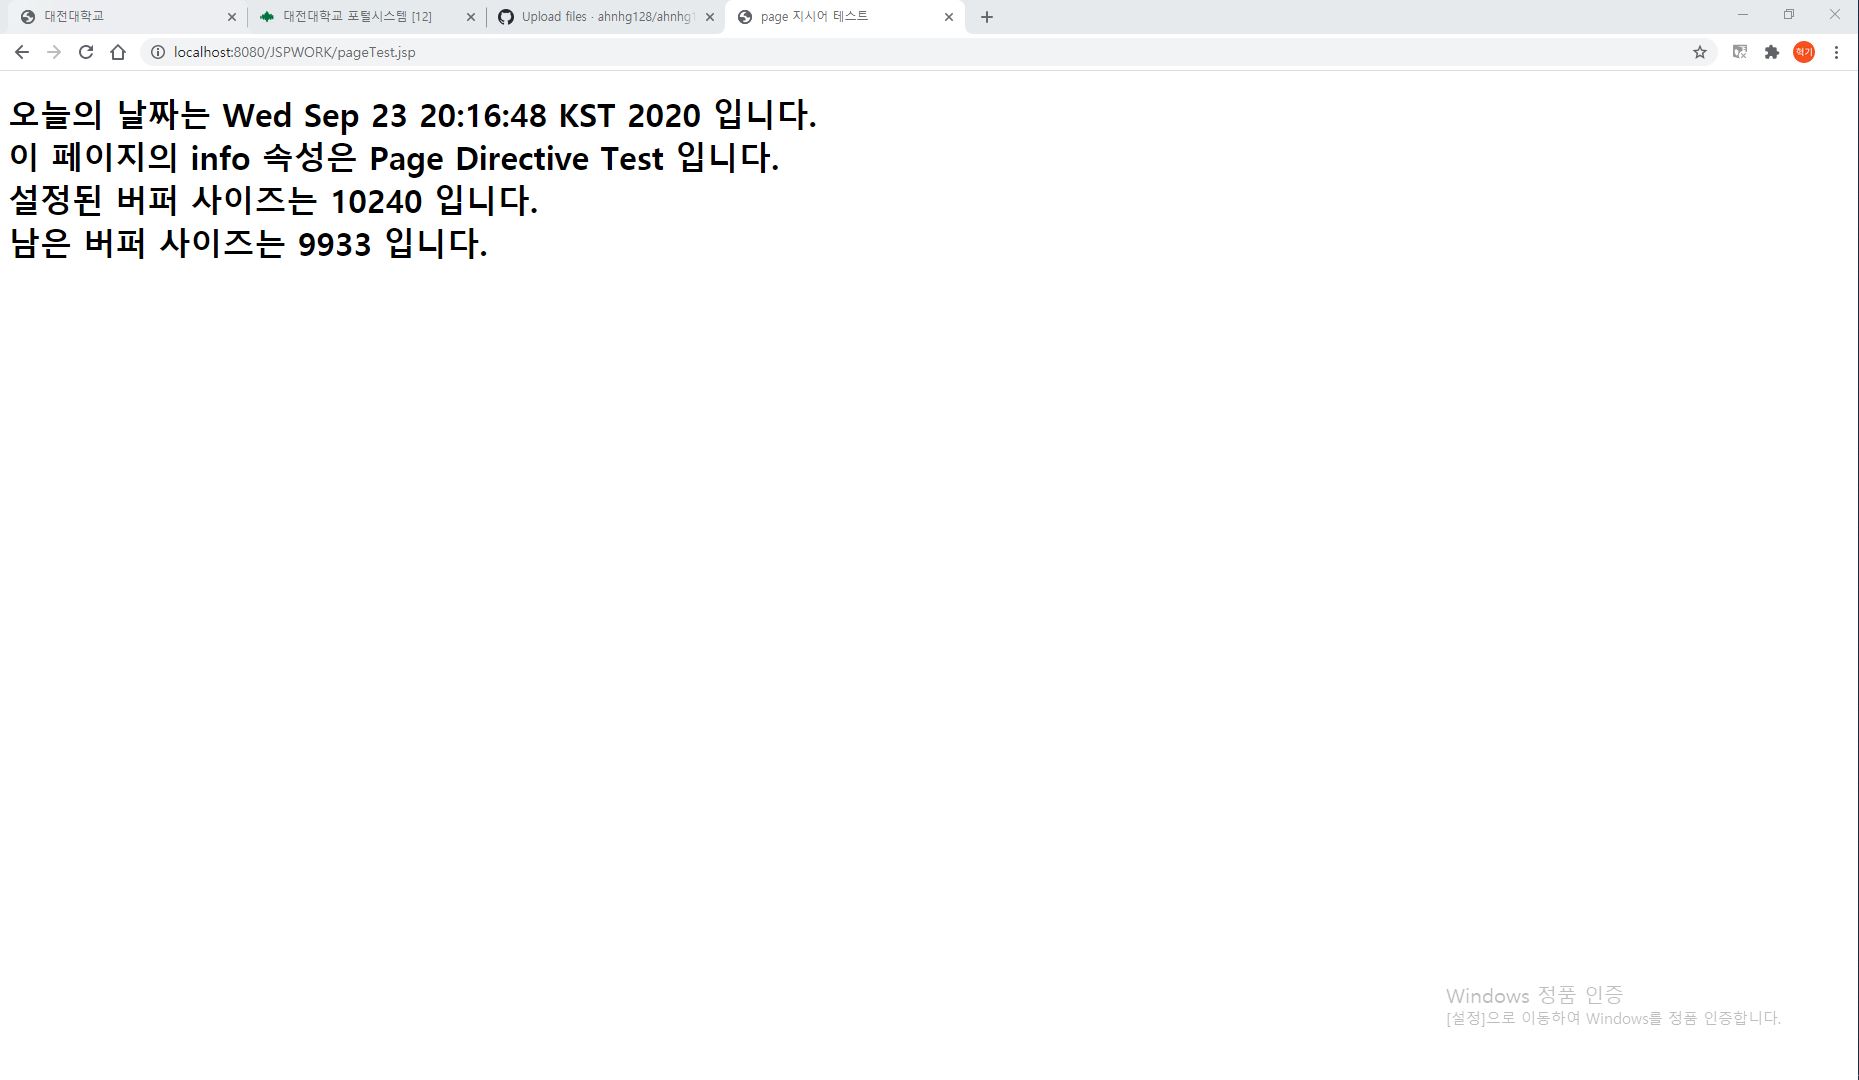 대전대학교
대전대학교 포털시스템 [12]
Upload files · ahnhg128/ahnhg1
page 지시어 테스트
localhost:8080/JSPWORK/pageTest.jsp
혁기
오늘의 날짜는 Wed Sep 23 20:16:48 KST 2020 입니다.
이 페이지의 info 속성은 Page Directive Test 입니다.
설정된 버퍼 사이즈는 10240 입니다.
남은 버퍼 사이즈는 9933 입니다.
Windows 정품 인증
[설정]으로 이동하여 Windows를 정품 인증합니다.